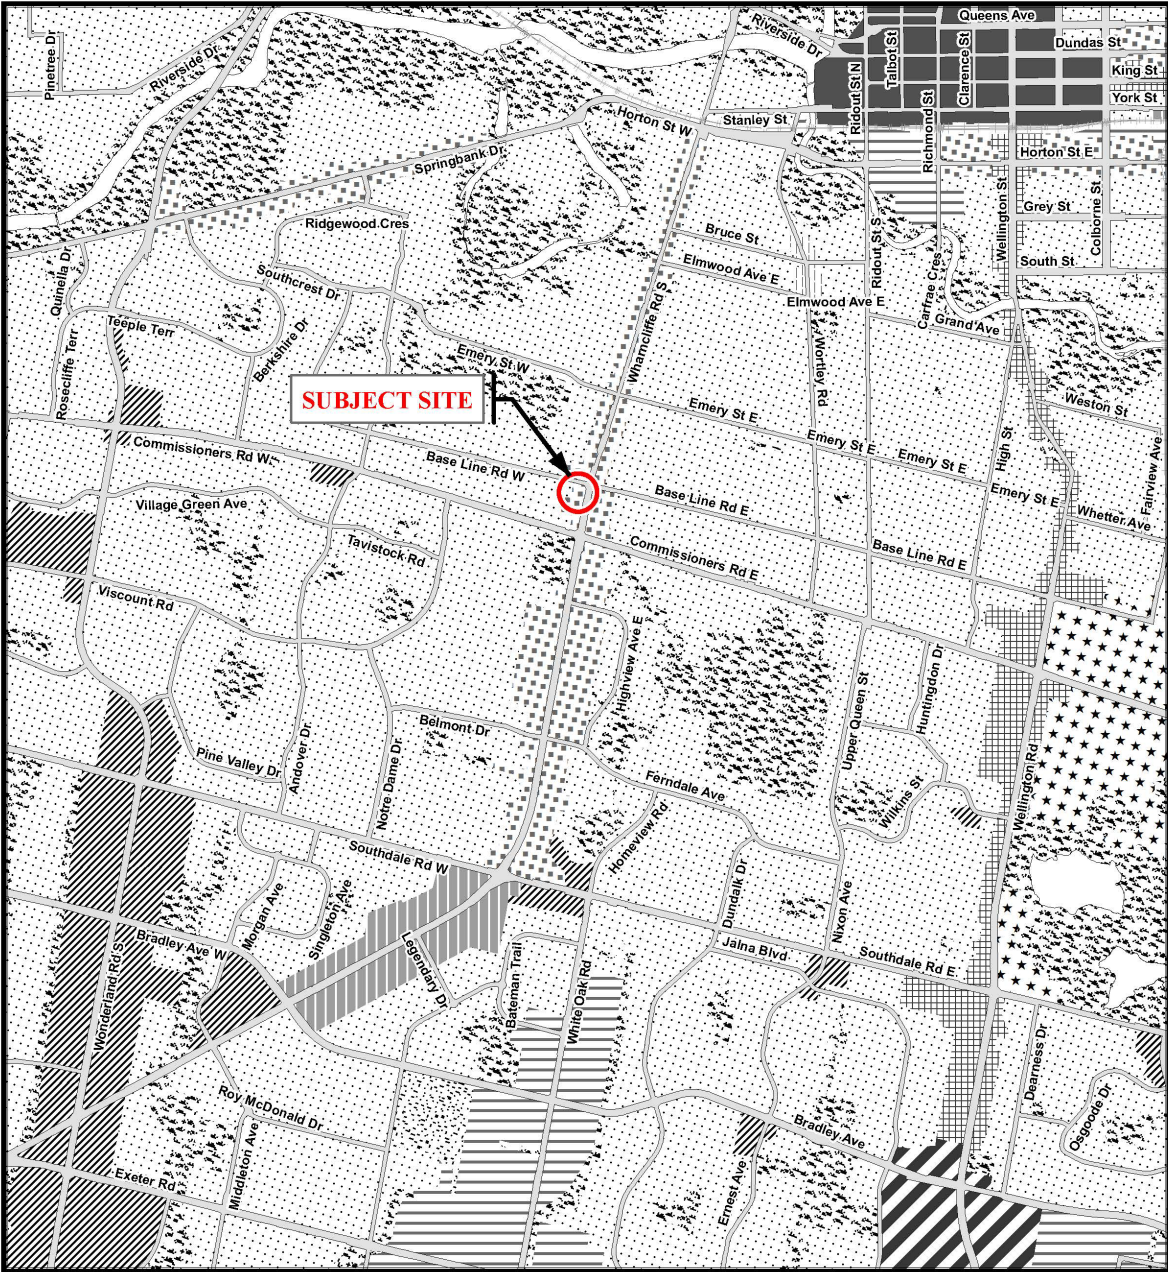 Queens Ave
Riverside Dr
Pinetree Dr
Riverside Dr
Talbot St
Clarence St
Dundas St
King St
York St
Ridout St N
Richmond St
Stanley St
Horton St W
Horton St E
Springbank Dr
Wellington St
Grey St
Colborne St
Ridgewood Cres
Bruce St
Ridout St S
South St
Quinella Dr
Southcrest Dr
Elmwood Ave E
Elmwood Ave E
Carfrae Cres
Grand Ave
Teeple Terr
Berkshire Dr
Wharncliffe Rd S
Rosecliffe Terr
Emery St W
Wortley Rd
SUBJECT SITE
Emery St E
Weston St
Commissioners Rd W
Base Line Rd W
Emery St E
Emery St E
High St
Fairview Ave
Village Green Ave
Base Line Rd E
Emery St E
Whetter Ave
Tavistock Rd
Commissioners Rd E
Base Line Rd E
Viscount Rd
Highview Ave E
Huntingdon Dr
Upper Queen St
Belmont Dr
Andover Dr
Notre Dame Dr
Pine Valley Dr
Ferndale Ave
Wilkins St
Wellington Rd
Homeview Rd
Southdale Rd W
Morgan Ave
Singleton Ave
Dundalk Dr
Nixon Ave
Bradley Ave W
Wonderland Rd S
Legendary Dr
Bateman Trail
White Oak Rd
Jalna Blvd
Southdale Rd E
Dearness Dr
Roy McDonald Dr
Middleton Ave
Osgoode Dr
Bradley Ave
Exeter Rd
Ernest Ave